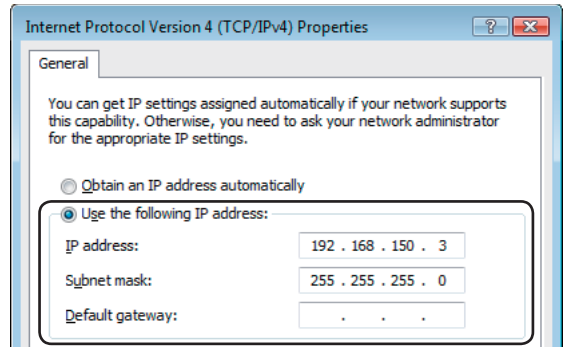 Internet Protocol Version 4 (TCP/IPv4) Properties
General
You can get IP settings assigned automatically if your network supports
this capability. Otherwise, you need to ask your network administrator
for the appropriate IP settings.
Obtain an IP address automatically
Use the following IP address:
IP address: 192 . 168 . 150 . 3
Subnet mask: 255 . 255 . 255 . 0
Default gateway: . . .